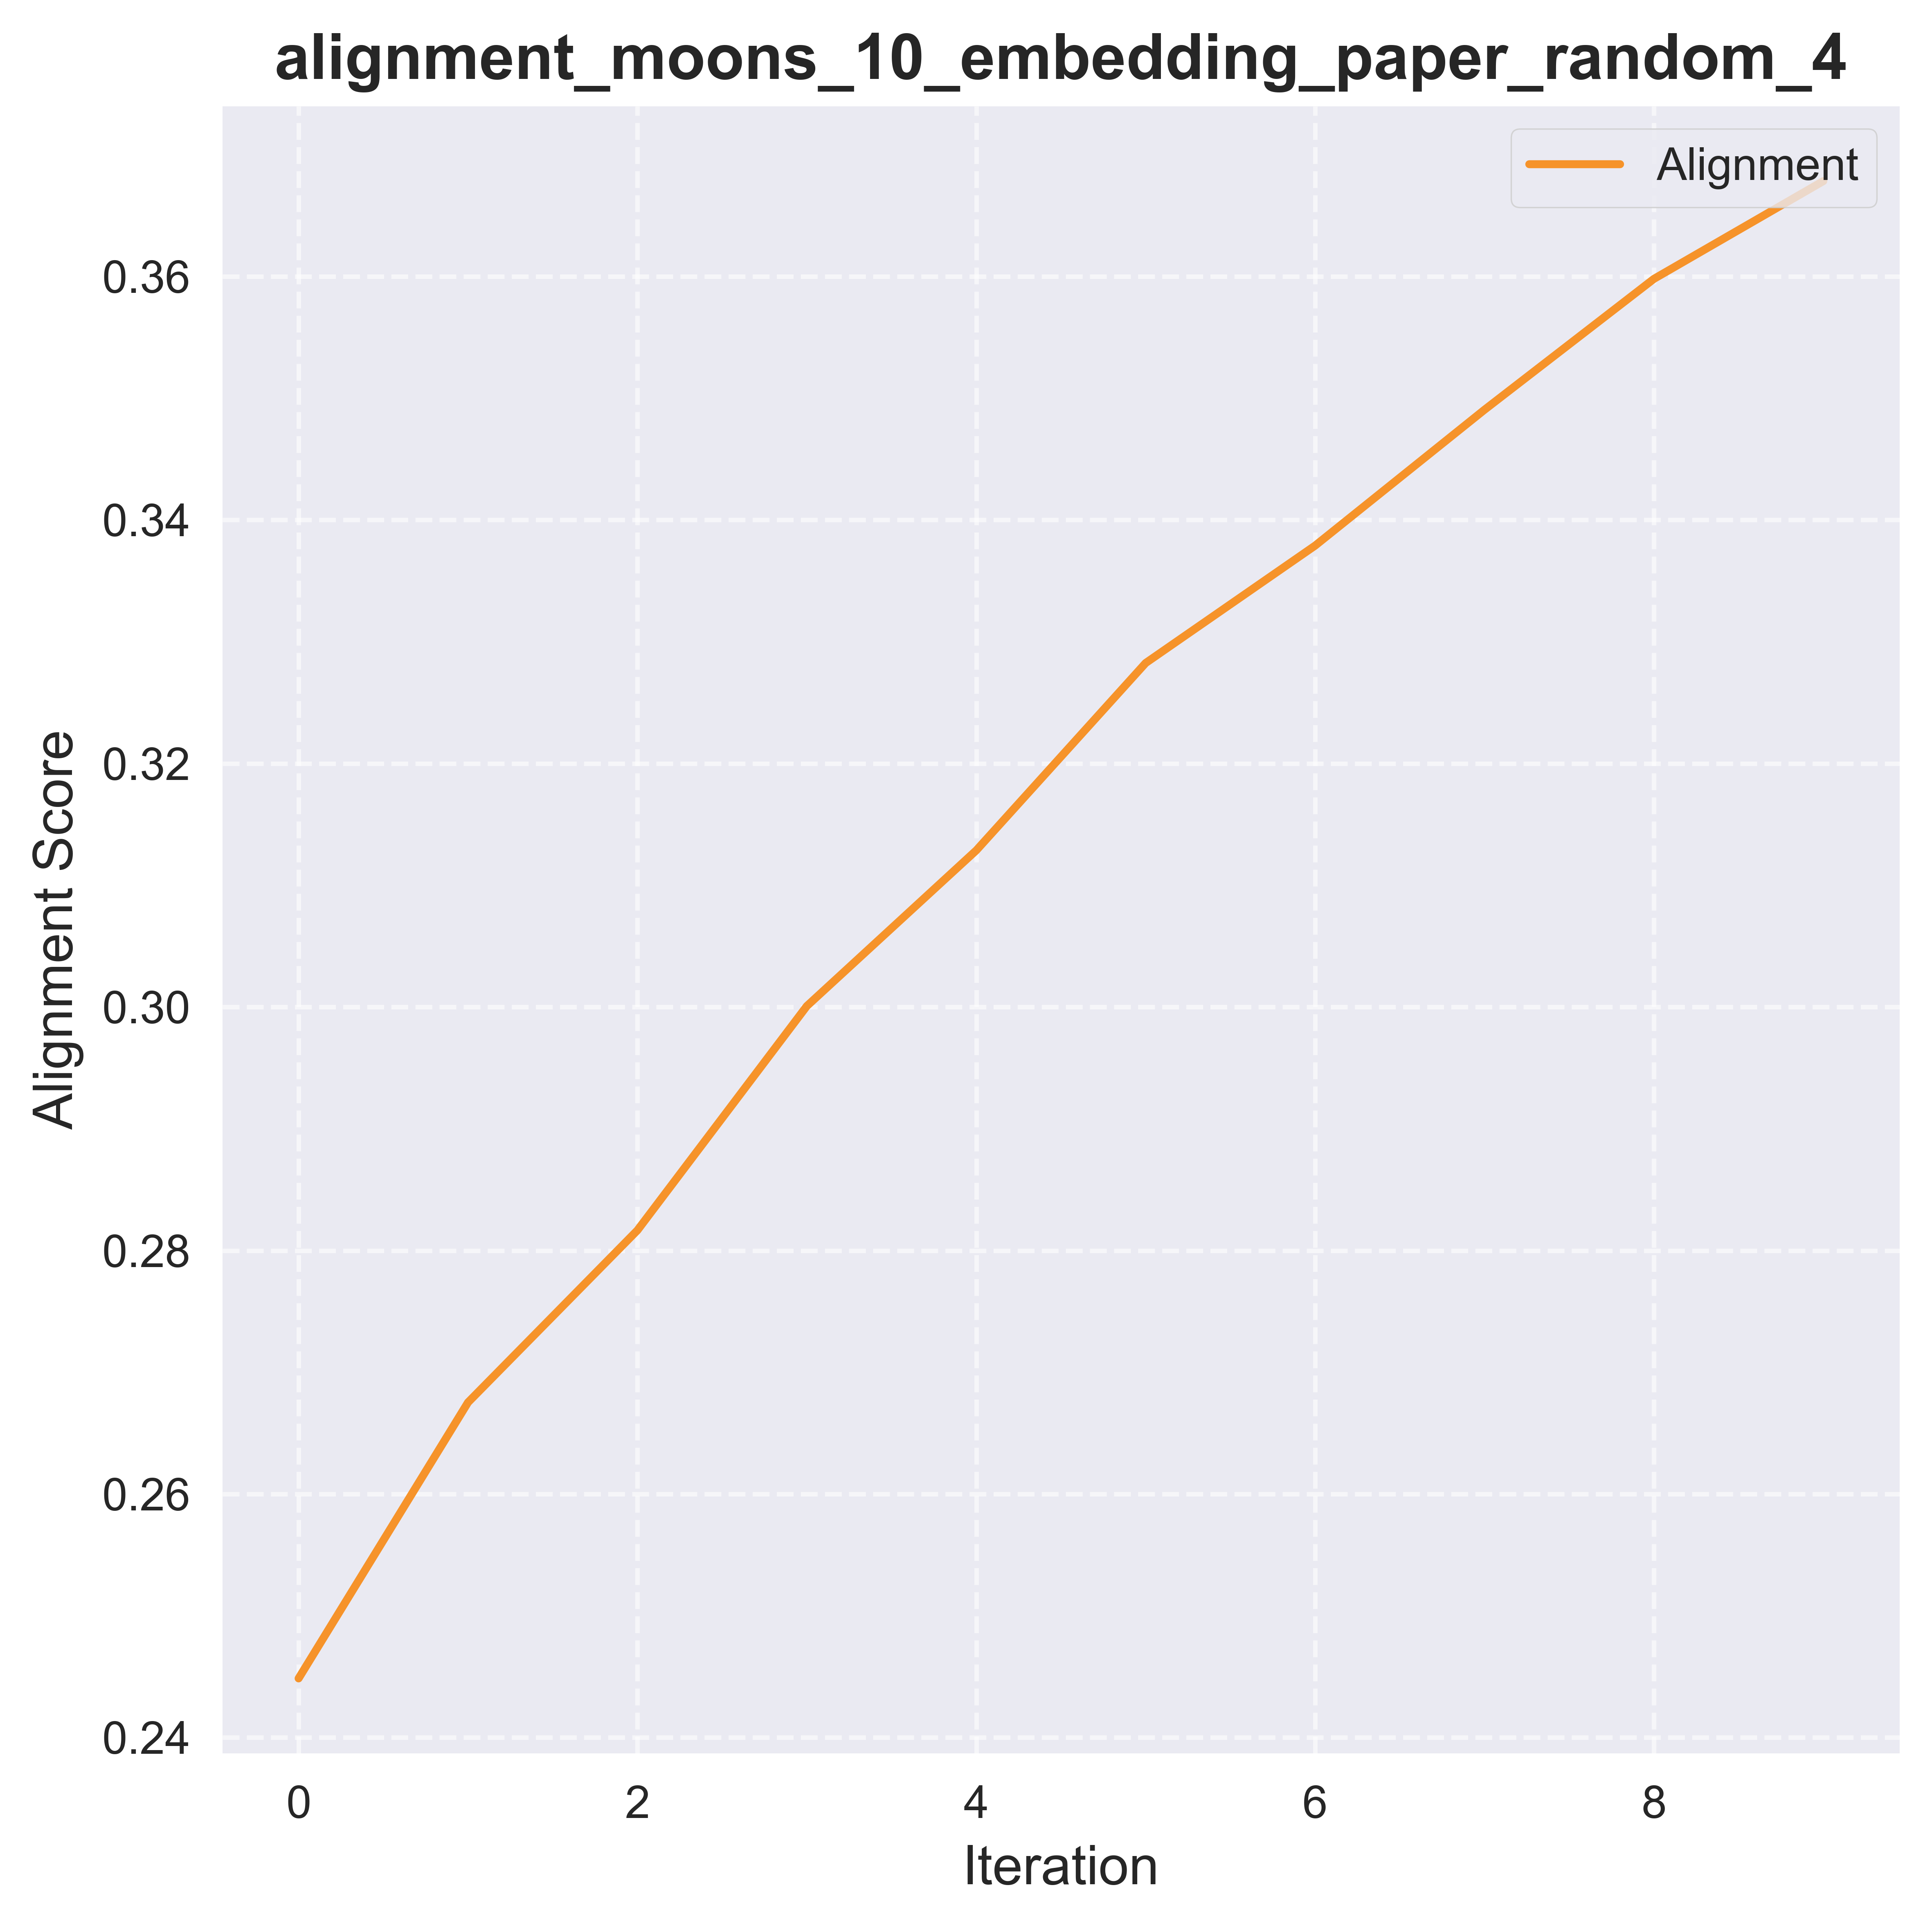 alignment_moons_10_embedding_paper_random_4
Alignment
0.36
0.34
0.32
0.30
0.28
0.26
0.24
Alignment Score
0 2 4 6 8
Iteration